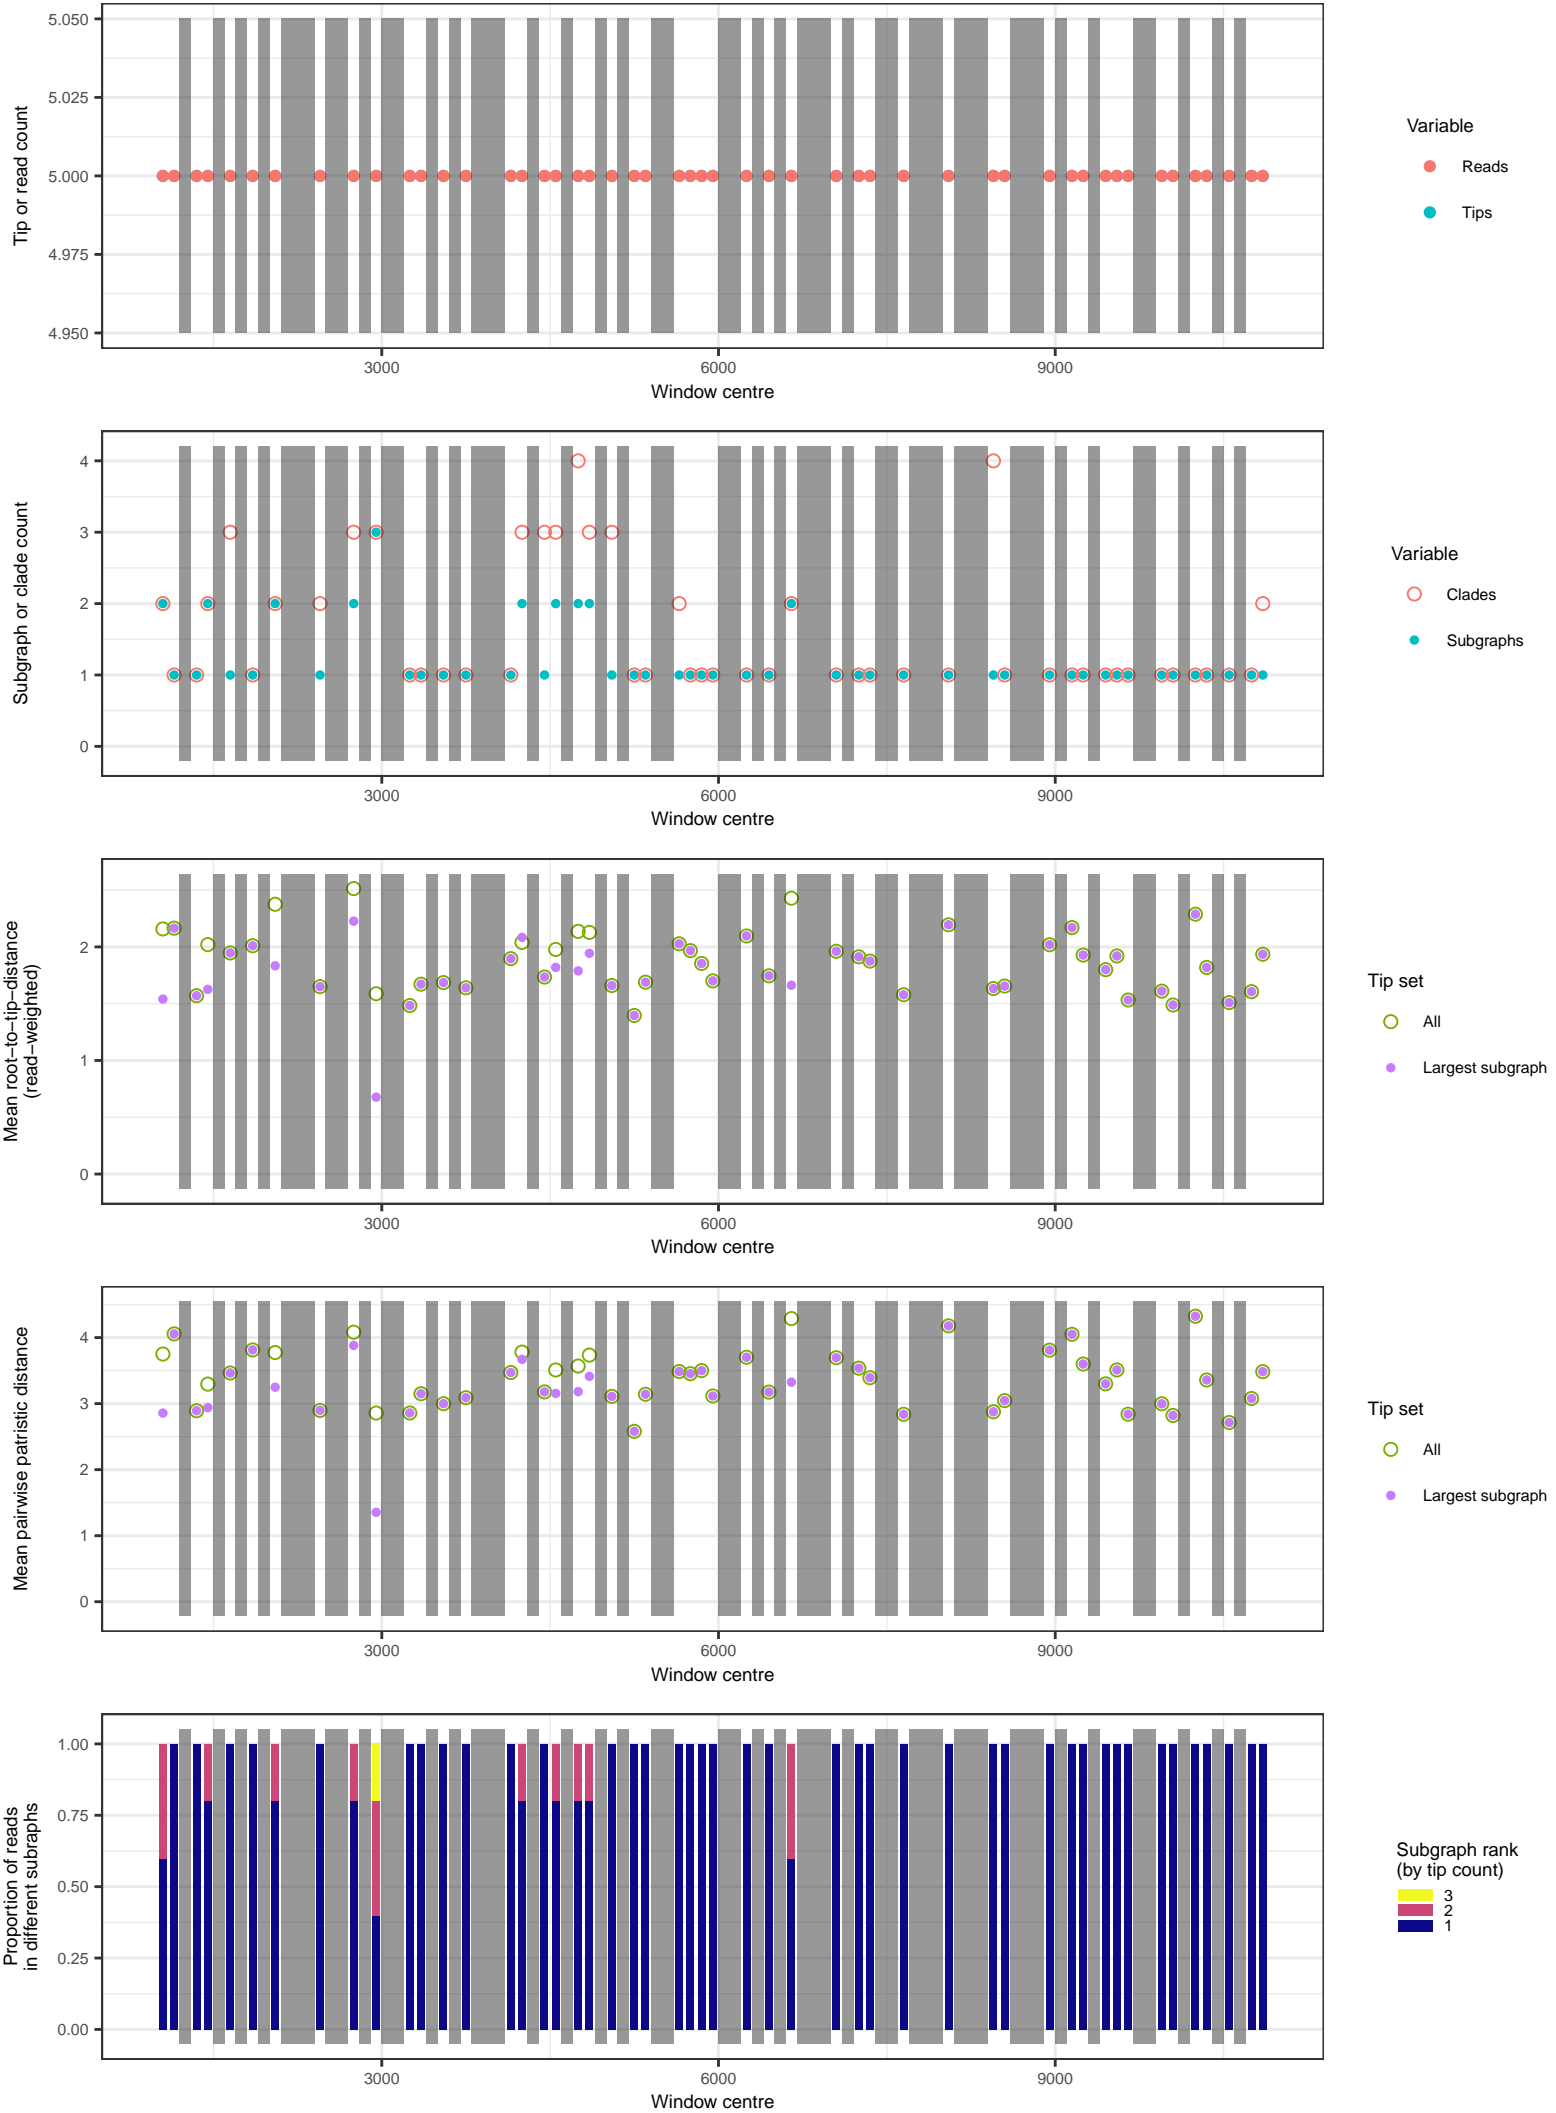 5.050
5.025
5.000
4.975
4.950
Tip or read count
3000
6000
9000
Window centre
Variable
Reads
Tips
4
3
2
1
0
Subgraph or clade count
3000
6000
9000
Window centre
Variable
Clades
Subgraphs
2
1
0
Mean root−to−tip−distance
(read−weighted)
3000
6000
9000
Window centre
Tip set
All
Largest subgraph
4
3
2
1
0
Mean pairwise patristic distance
3000
6000
9000
Window centre
Tip set
All
Largest subgraph
1.00
0.75
0.50
0.25
0.00
Proportion of reads
in different subraphs
3000
6000
9000
Window centre
Subgraph rank
(by tip count)
3
2
1